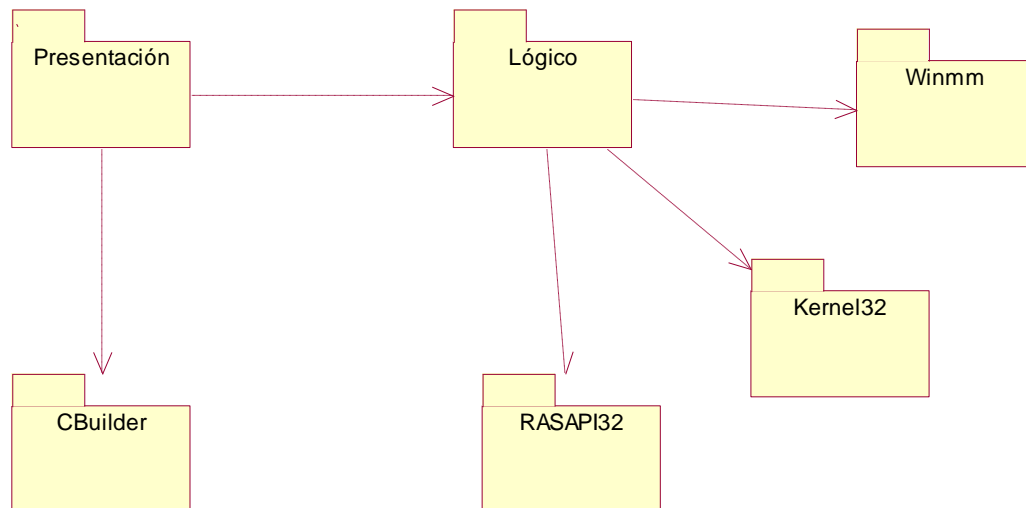 Presentación
Lógico
Winmm
Kernel32
CBuilder
RASAPI32